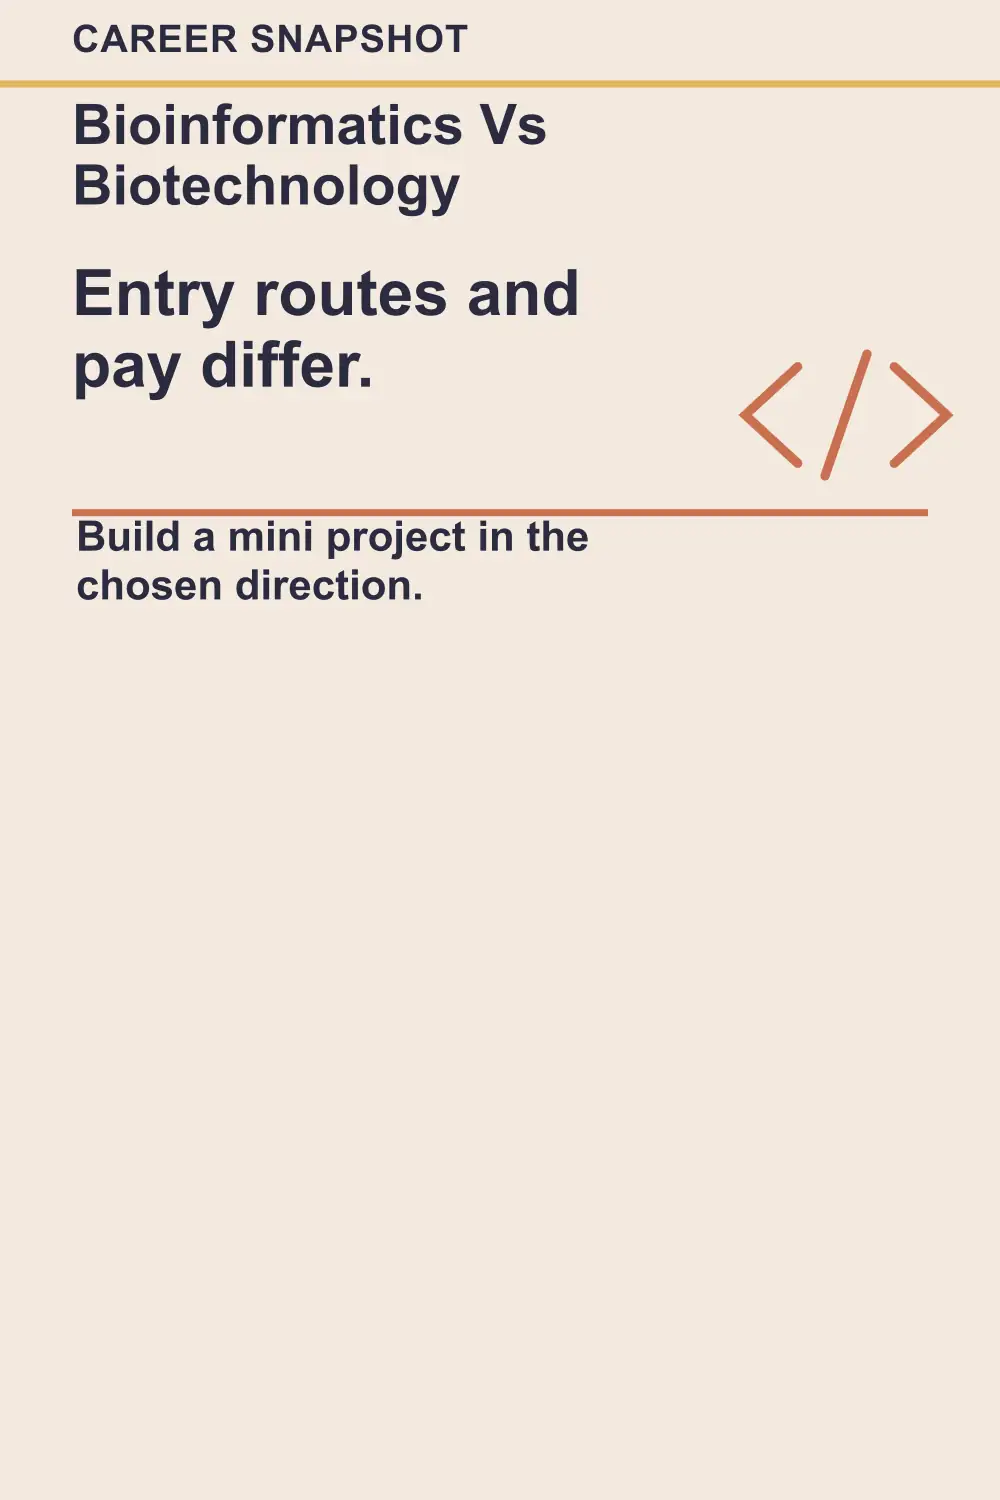 CAREER SNAPSHOT
Bioinformatics Vs
Biotechnology
Entry routes and
pay differ.
Build a mini project in the
chosen direction.